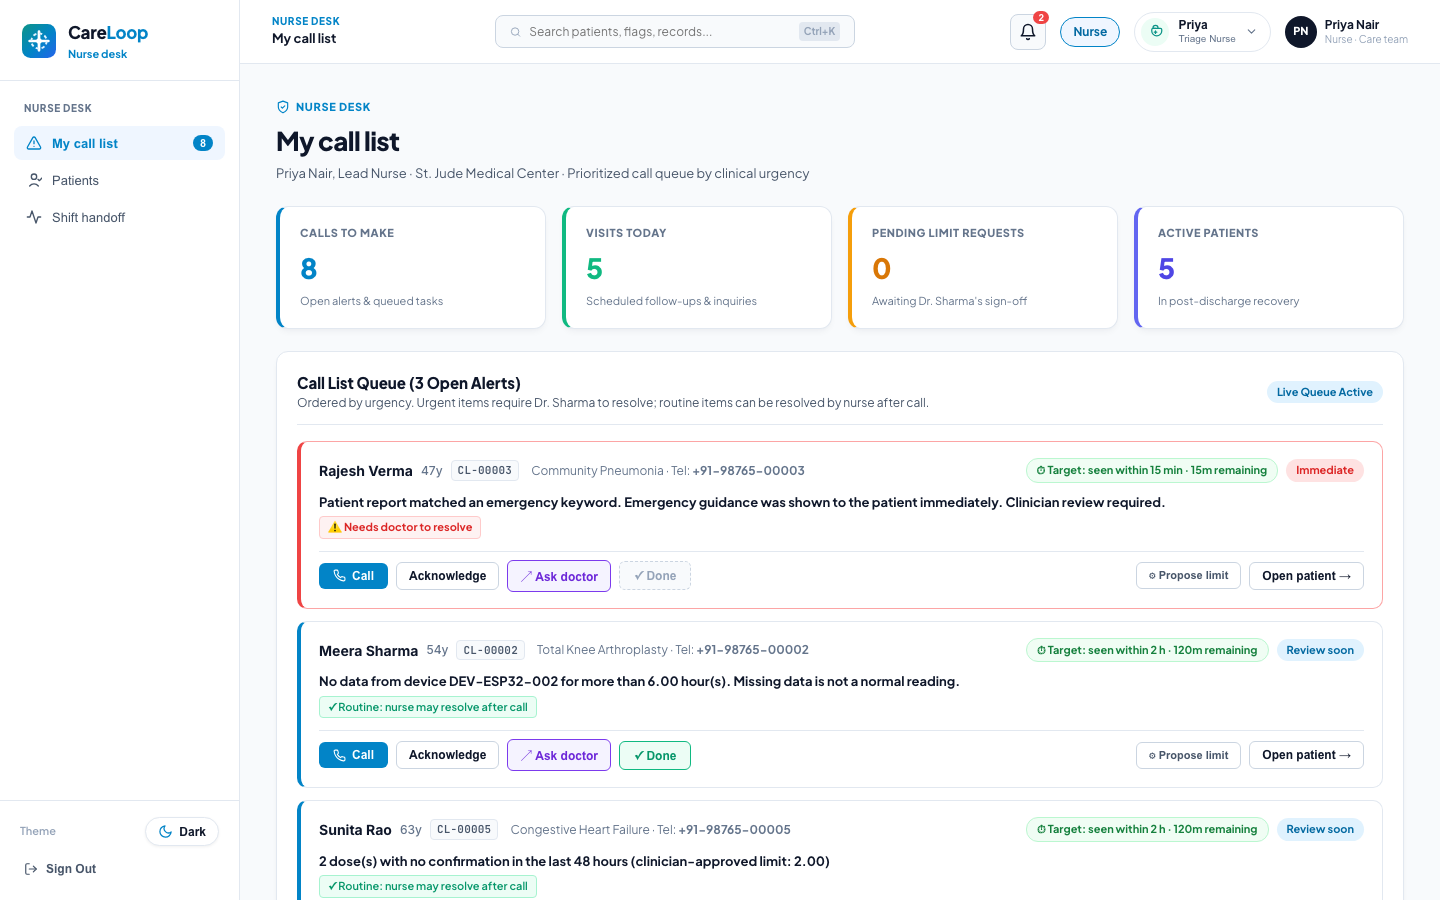 CareLoop
Nurse desk
NURSE DESK
My call list 8
Patients
Shift handoff
Theme Dark
Sign Out
NURSE DESK
My call list
Search patients, flags, records... Ctrl+K
2
Nurse
Priya
Triage Nurse
PN
Priya Nair
Nurse · Care team
NURSE DESK
My call list
Priya Nair, Lead Nurse · St. Jude Medical Center · Prioritized call queue by clinical urgency
CALLS TO MAKE
8
Open alerts & queued tasks
VISITS TODAY
5
Scheduled follow-ups & inquiries
PENDING LIMIT REQUESTS
0
Awaiting Dr. Sharma's sign-off
ACTIVE PATIENTS
5
In post-discharge recovery
Call List Queue (3 Open Alerts)
Ordered by urgency. Urgent items require Dr. Sharma to resolve; routine items can be resolved by nurse after call.
Live Queue Active
Rajesh Verma 47y CL-00003 Community Pneumonia · Tel: +91-98765-00003
⏱ Target: seen within 15 min · 15m remaining Immediate
Patient report matched an emergency keyword. Emergency guidance was shown to the patient immediately. Clinician review required.
⚠️ Needs doctor to resolve
Call Acknowledge ↗ Ask doctor ✓ Done ⚙ Propose limit Open patient →
Meera Sharma 54y CL-00002 Total Knee Arthroplasty · Tel: +91-98765-00002
⏱ Target: seen within 2 h · 120m remaining Review soon
No data from device DEV-ESP32-002 for more than 6.00 hour(s). Missing data is not a normal reading.
✓ Routine: nurse may resolve after call
Call Acknowledge ↗ Ask doctor ✓ Done ⚙ Propose limit Open patient →
Sunita Rao 63y CL-00005 Congestive Heart Failure · Tel: +91-98765-00005
⏱ Target: seen within 2 h · 120m remaining Review soon
2 dose(s) with no confirmation in the last 48 hours (clinician-approved limit: 2.00)
✓ Routine: nurse may resolve after call